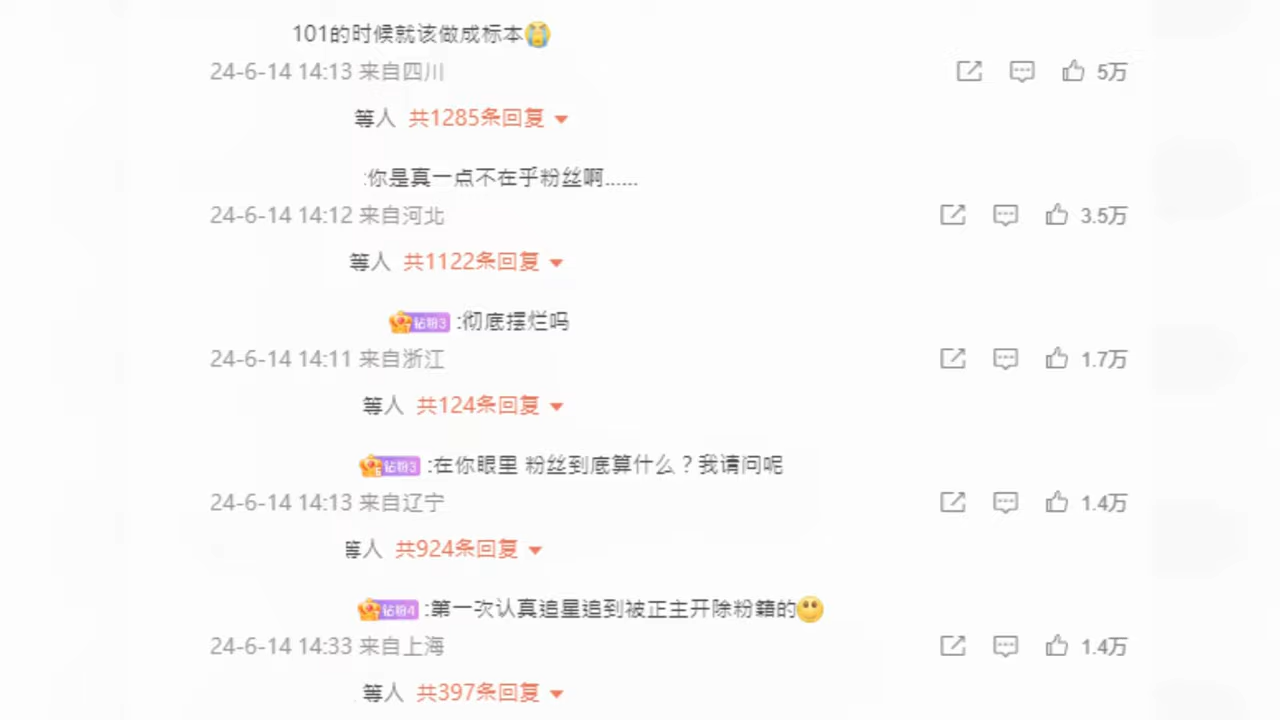 101的时候就该做成标本😭
24-6-14 14:13 来自四川 5万
等人 共1285条回复
:你是真一点不在乎粉丝啊......
24-6-14 14:12 来自河北 3.5万
等人 共1122条回复
钻粉3 :彻底摆烂吗
24-6-14 14:11 来自浙江 1.7万
等人 共124条回复
钻粉3 :在你眼里 粉丝到底算什么？我请问呢
24-6-14 14:13 来自辽宁 1.4万
等人 共924条回复
钻粉4 :第一次认真追星追到被正主开除粉籍的🙂
24-6-14 14:33 来自上海 1.4万
等人 共397条回复